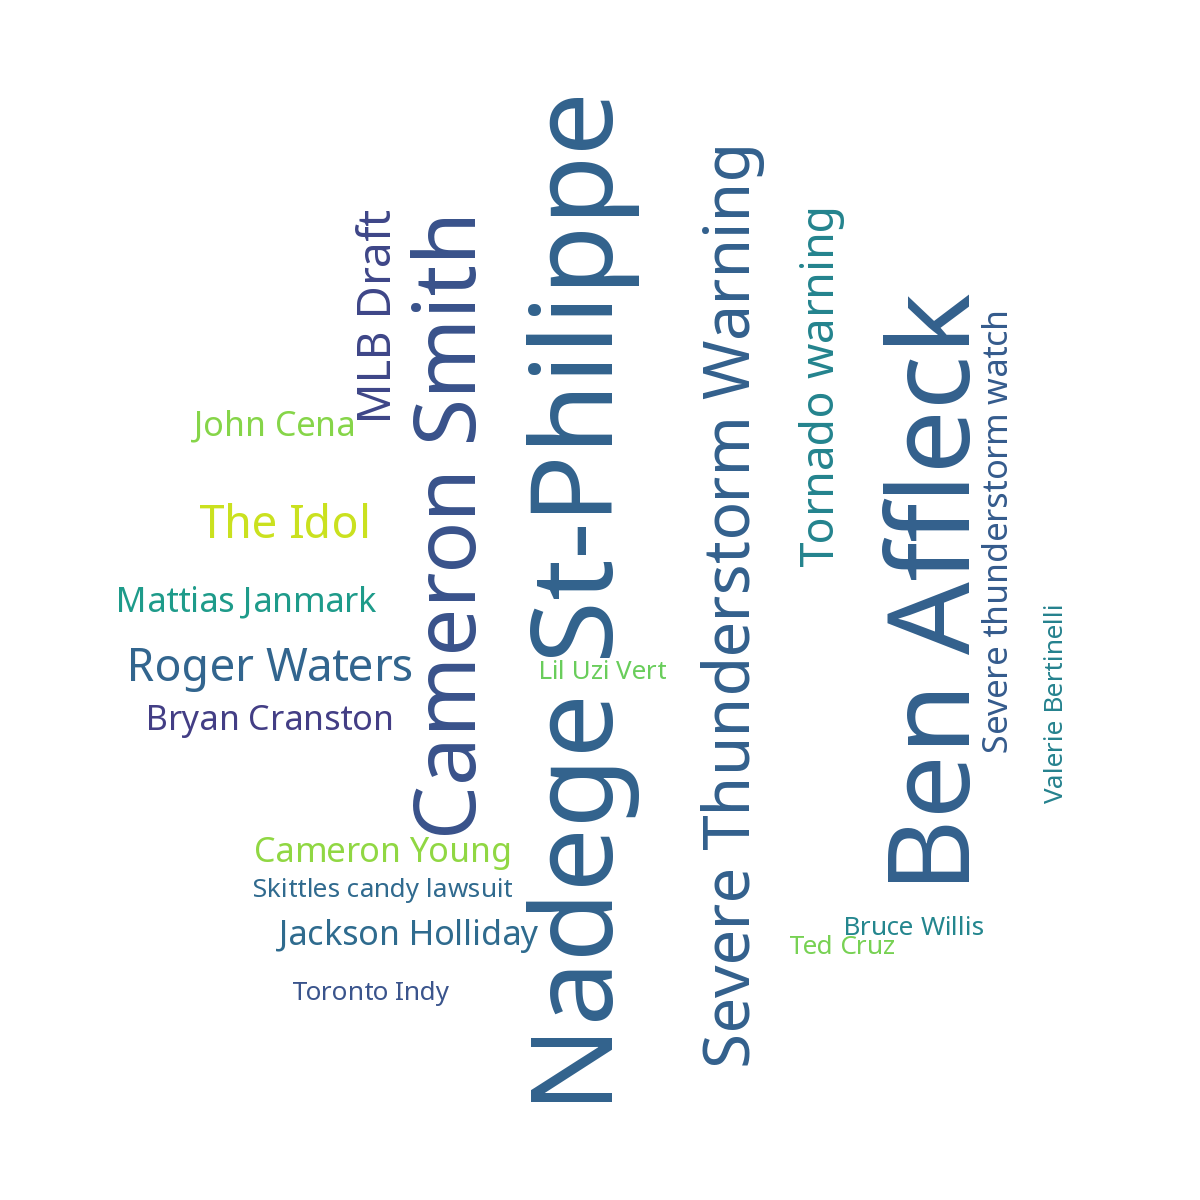 MLB Draft
John Cena
The Idol
Mattias Janmark
Roger Waters
Bryan Cranston
Cameron Smith
Cameron Young
Skittles candy lawsuit
Jackson Holliday
Toronto Indy
Nadege St-Philippe
Lil Uzi Vert
Severe Thunderstorm Warning
Tornado warning
Ben Affleck
Severe thunderstorm watch
Valerie Bertinelli
Bruce Willis
Ted Cruz